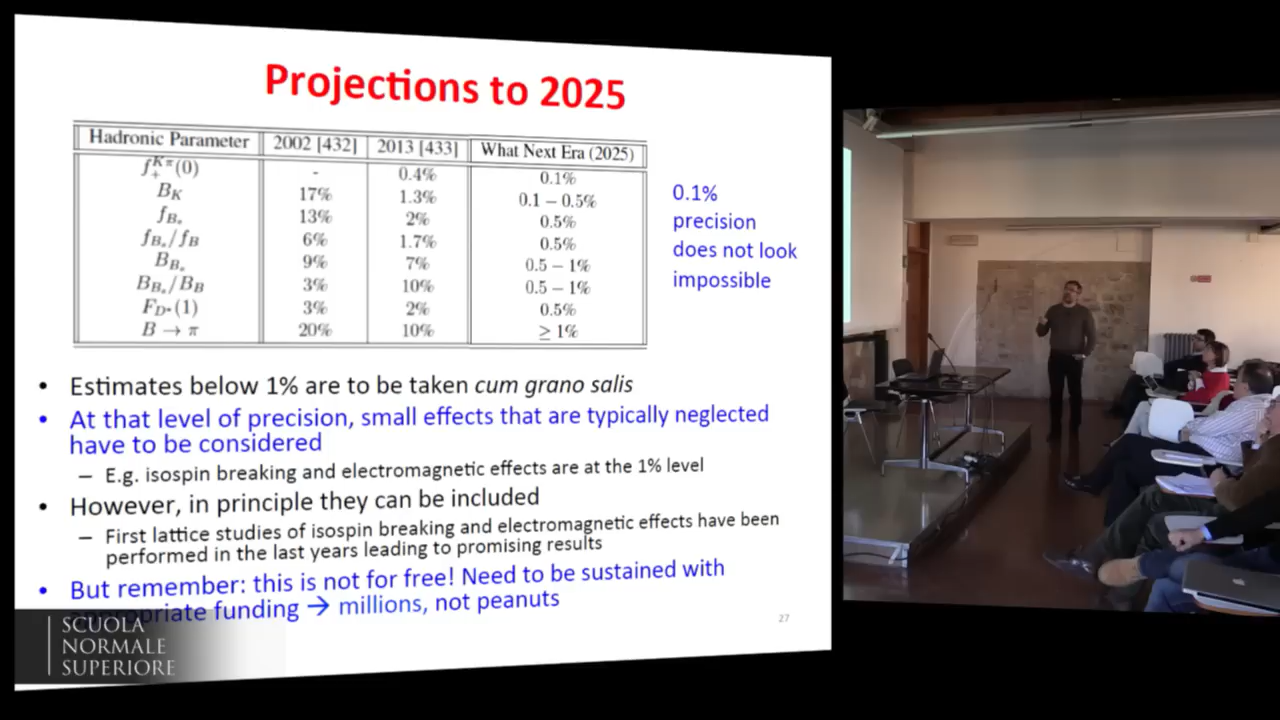 Projections to 2025
Hadronic Parameter 2002 [432] 2013 [433] What Next Era (2025)
f₊^{Kπ}(0) - 0.4% 0.1%
B_K 17% 1.3% 0.1 – 0.5%
f_{B_s} 13% 2% 0.5%
f_{B_s}/f_B 6% 1.7% 0.5%
B_{B_s} 9% 7% 0.5 – 1%
B_{B_s}/B_B 3% 10% 0.5 – 1%
F_{D*}(1) 3% 2% 0.5%
B → π 20% 10% ≥ 1%
0.1%
precision
does not look
impossible
• Estimates below 1% are to be taken cum grano salis
• At that level of precision, small effects that are typically neglected
have to be considered
– E.g. isospin breaking and electromagnetic effects are at the 1% level
• However, in principle they can be included
– First lattice studies of isospin breaking and electromagnetic effects have been
performed in the last years leading to promising results
• But remember: this is not for free! Need to be sustained with
appropriate funding → millions, not peanuts
27
SCUOLA
NORMALE
SUPERIORE